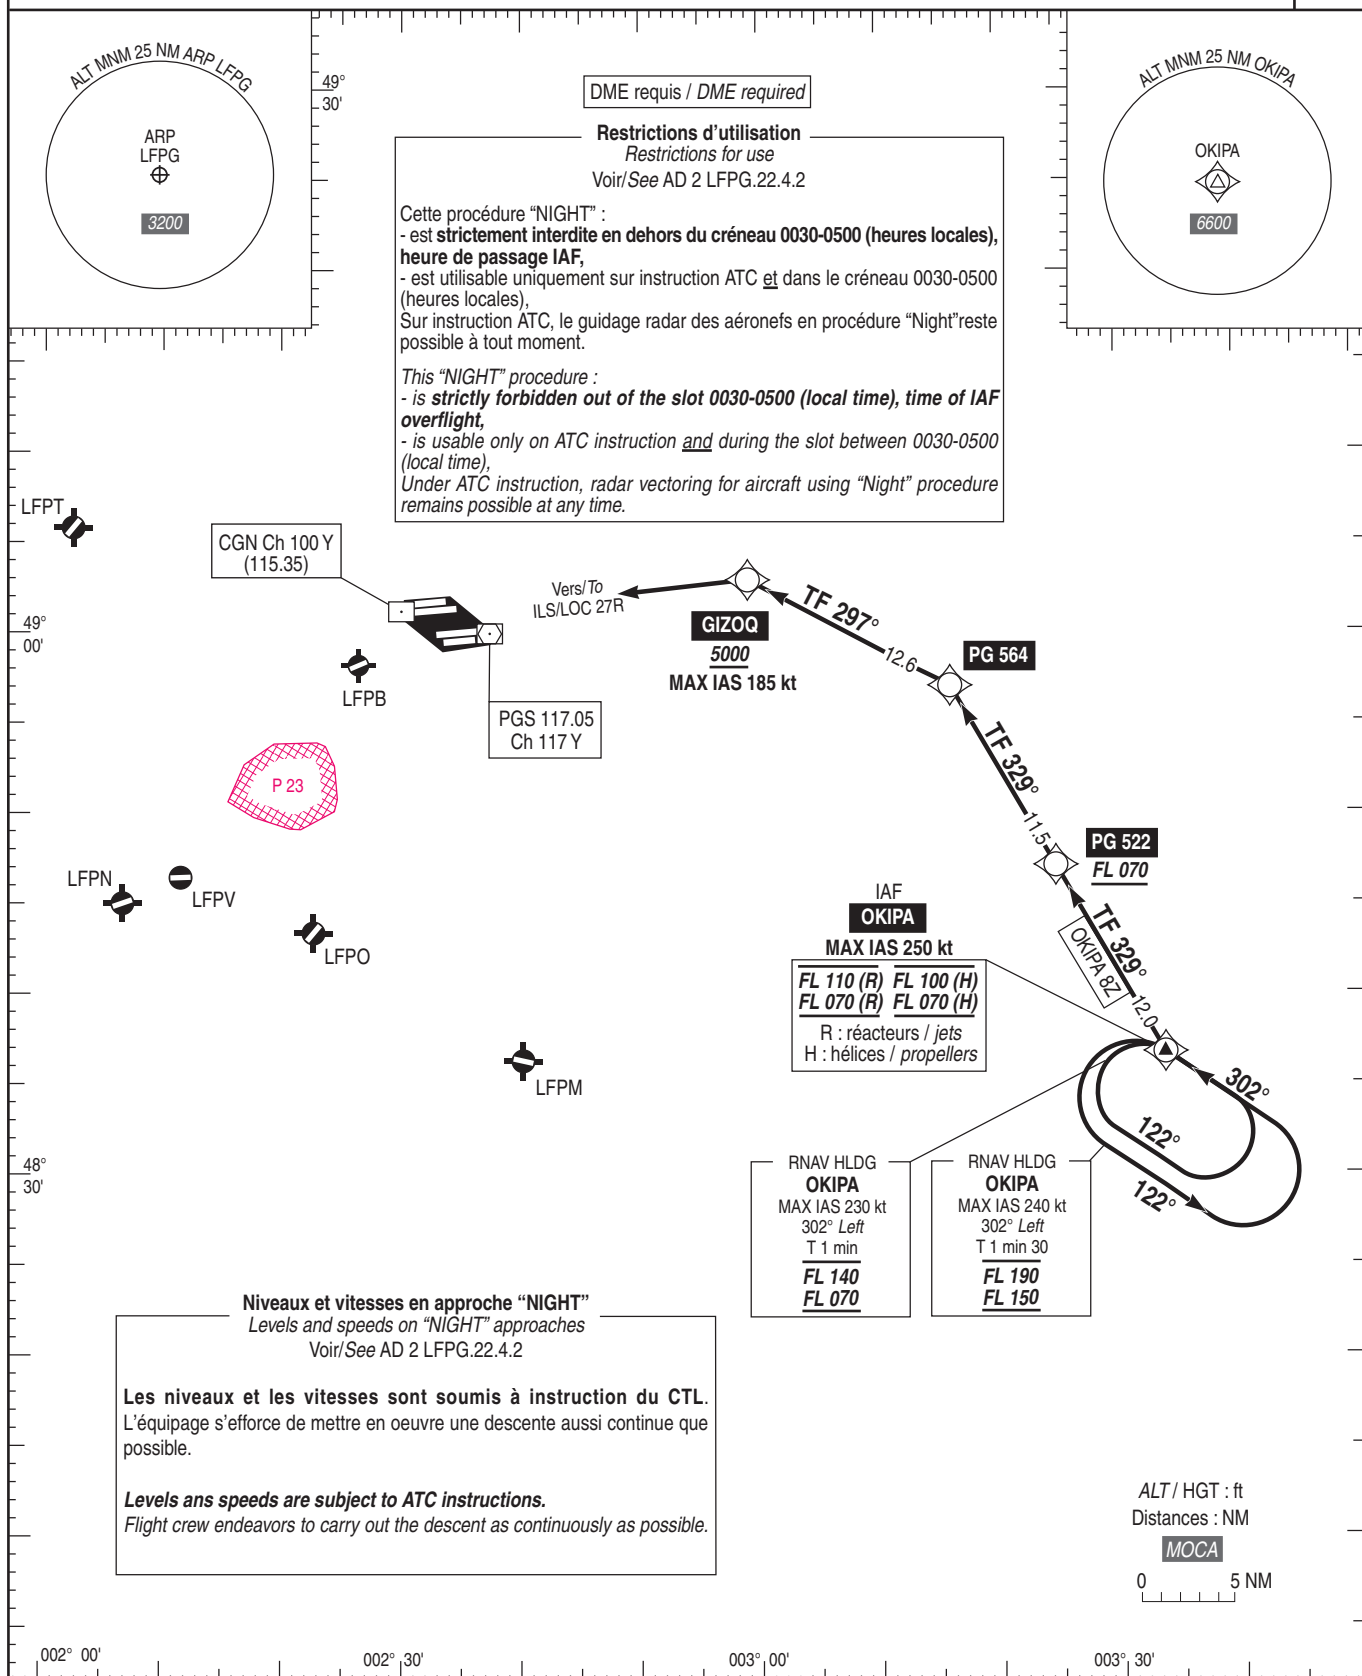 ALT MNM 25 NM ARP LFPG
ARP
LFPG
3200
49°
30'
DME requis / DME required
ALT MNM 25 NM OKIPA
OKIPA
6600
Restrictions d'utilisation
Restrictions for use
Voir/See AD 2 LFPG.22.4.2
Cette procédure “NIGHT” :
- est strictement interdite en dehors du créneau 0030-0500 (heures locales),
heure de passage IAF,
- est utilisable uniquement sur instruction ATC et dans le créneau 0030-0500
(heures locales),
Sur instruction ATC, le guidage radar des aéronefs en procédure “Night”reste
possible à tout moment.
This “NIGHT” procedure :
- is strictly forbidden out of the slot 0030-0500 (local time), time of IAF
overflight,
- is usable only on ATC instruction and during the slot between 0030-0500
(local time),
Under ATC instruction, radar vectoring for aircraft using “Night” procedure
remains possible at any time.
LFPT
CGN Ch 100 Y
(115.35)
Vers/To
ILS/LOC 27R
TF 297°
12.6
49°
00'
GIZOQ
5000
MAX IAS 185 kt
PG 564
LFPB
PGS 117.05
Ch 117 Y
TF 329°
11.5
P 23
PG 522
FL 070
LFPN
LFPV
LFPO
IAF
OKIPA
MAX IAS 250 kt
FL 110 (R) FL 100 (H)
FL 070 (R) FL 070 (H)
R : réacteurs / jets
H : hélices / propellers
TF 329°
OKIPA 8Z
12.0
LFPM
302°
122°
122°
48°
30'
RNAV HLDG
OKIPA
MAX IAS 230 kt
302° Left
T 1 min
FL 140
FL 070
RNAV HLDG
OKIPA
MAX IAS 240 kt
302° Left
T 1 min 30
FL 190
FL 150
Niveaux et vitesses en approche “NIGHT”
Levels and speeds on “NIGHT” approaches
Voir/See AD 2 LFPG.22.4.2
Les niveaux et les vitesses sont soumis à instruction du CTL.
L'équipage s'efforce de mettre en oeuvre une descente aussi continue que
possible.
Levels ans speeds are subject to ATC instructions.
Flight crew endeavors to carry out the descent as continuously as possible.
ALT / HGT : ft
Distances : NM
MOCA
0 5 NM
002° 00'
002° 30'
003° 00'
003° 30'